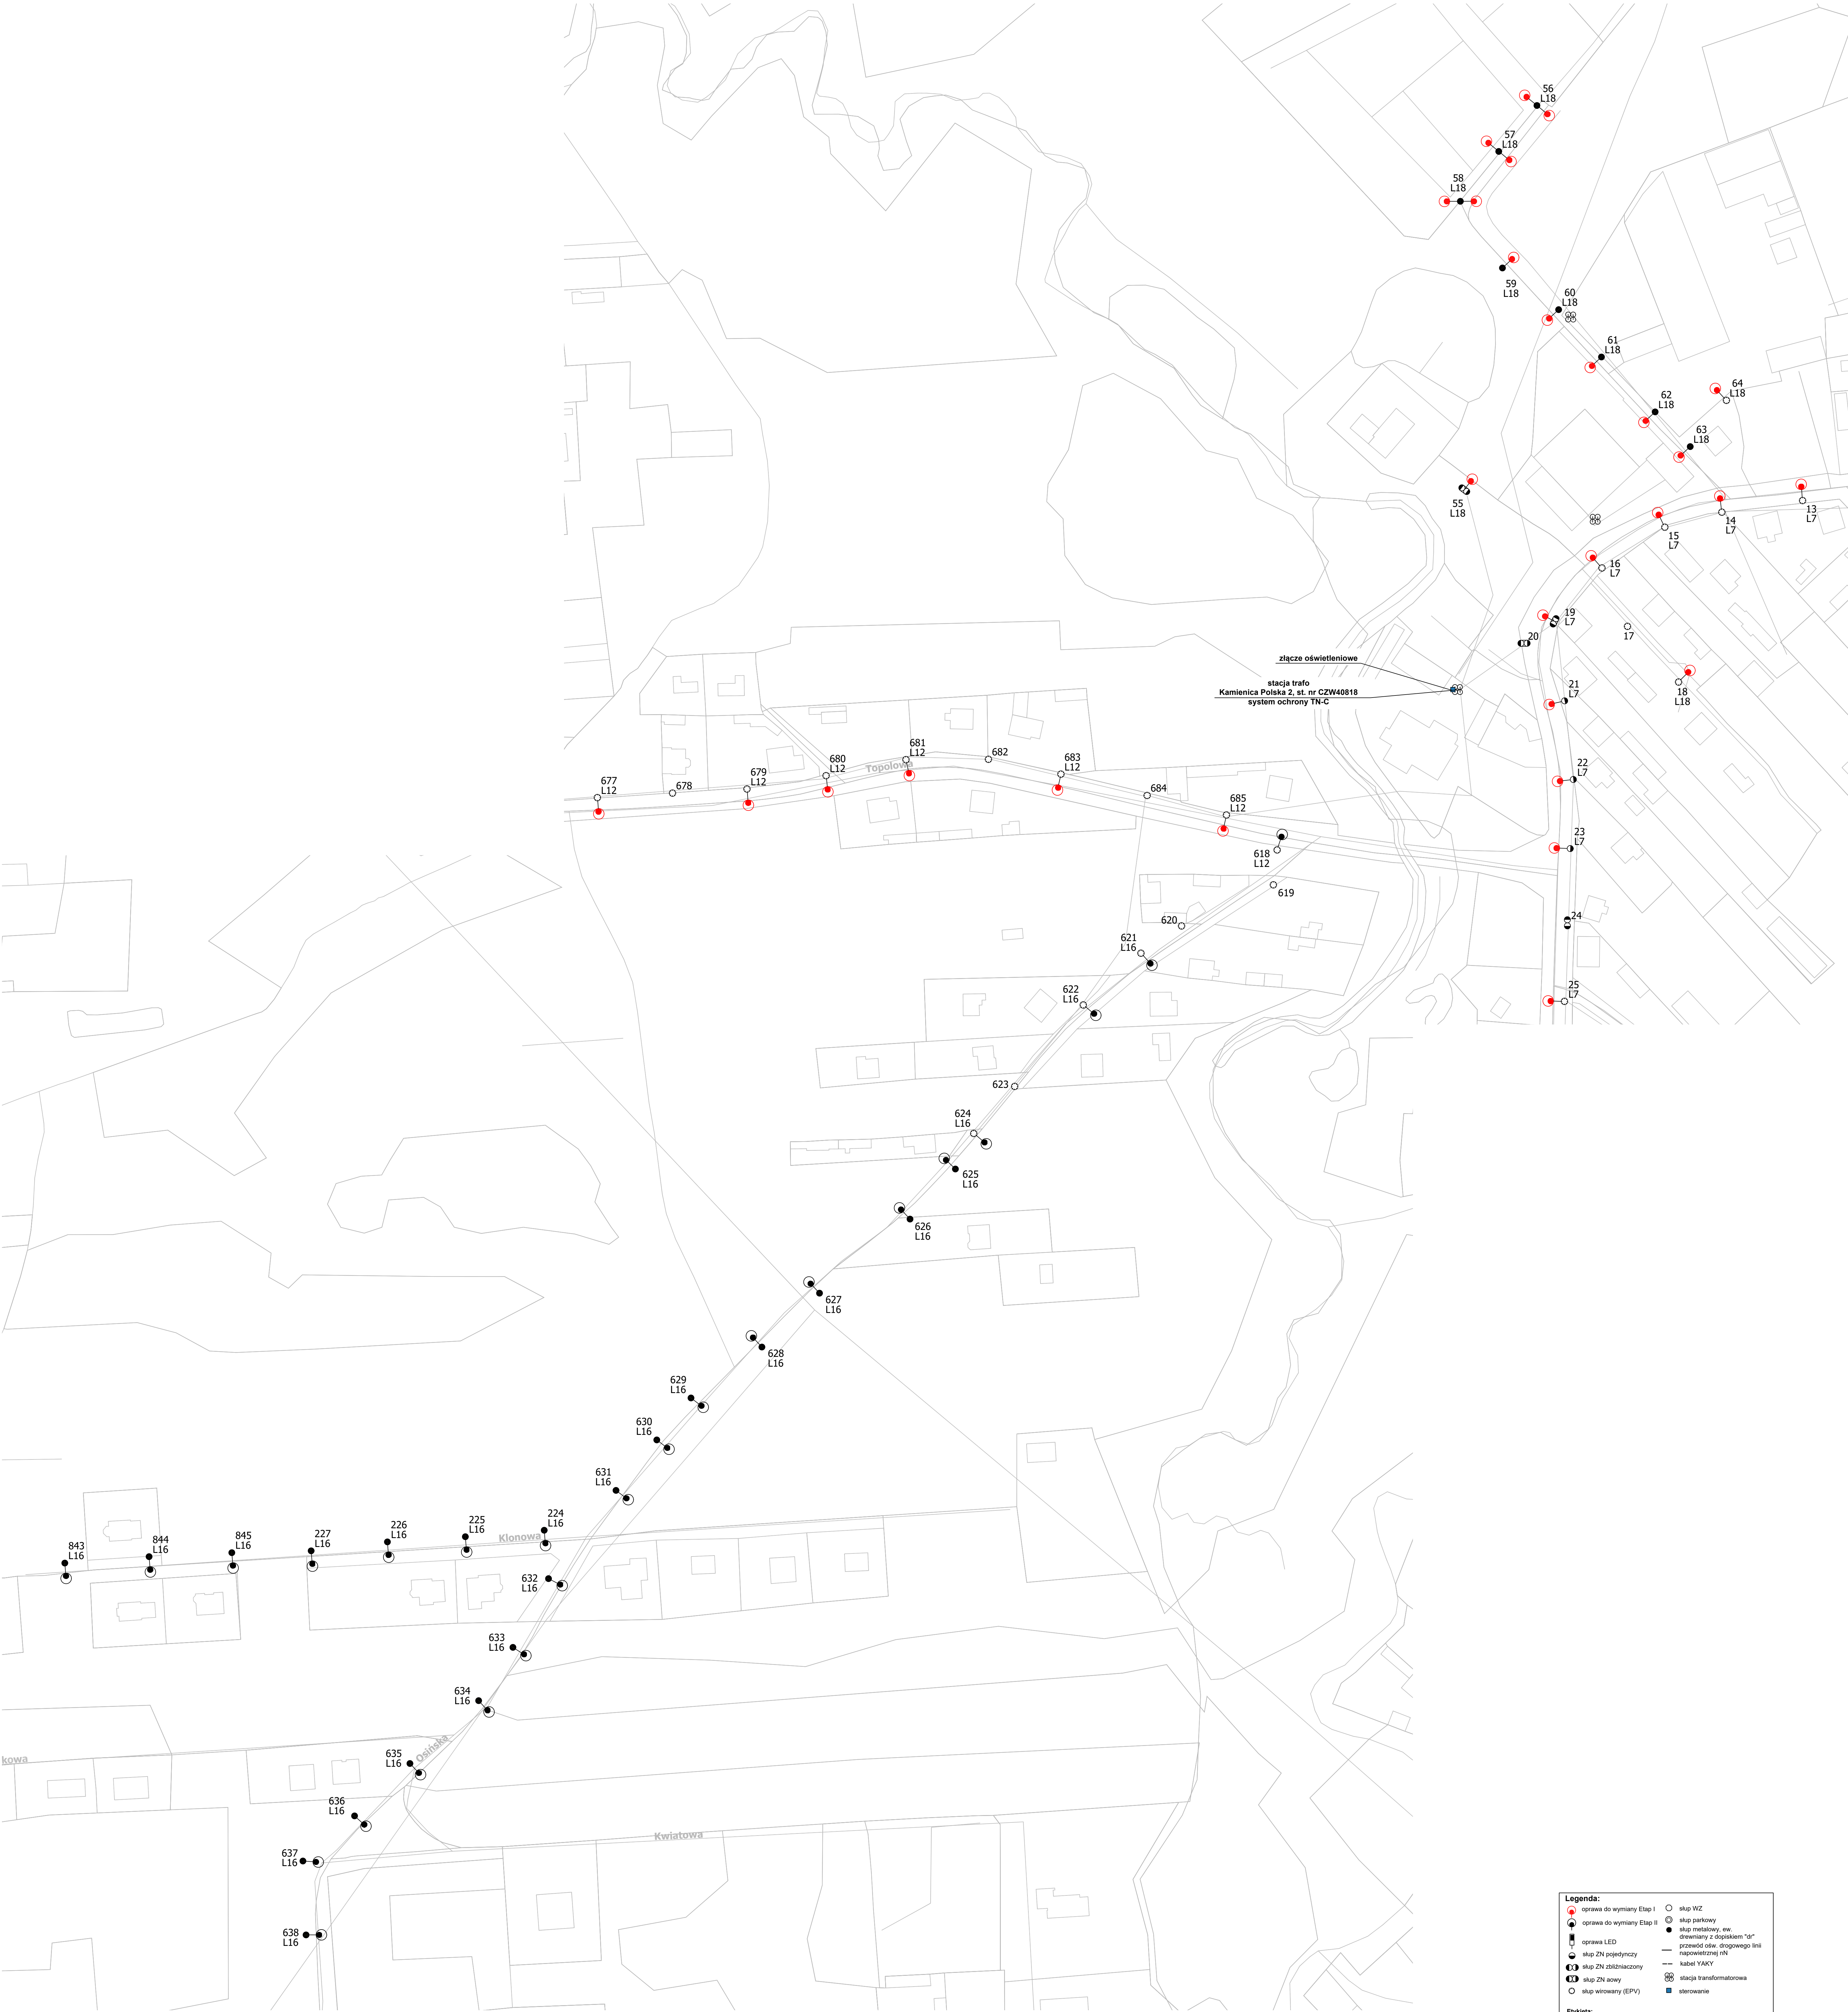 56
L18
57
L18
58
L18
59
L18
60
L18
61
L18
64
L18
62
L18
63
L18
55
L18
13
L7
14
L7
15
L7
16
L7
19
L7
17
20
18
L18
złącze oświetleniowe
stacja trafo
Kamienica Polska 2, st. nr CZW40818
system ochrony TN-C
21
L7
22
L7
23
L7
24
25
L7
677
L12
678
679
L12
680
L12
Topolowa
681
L12
682
683
L12
684
685
L12
618
L12
619
620
621
L16
622
L16
623
624
L16
625
L16
626
L16
627
L16
628
L16
629
L16
630
L16
631
L16
843
L16
844
L16
845
L16
227
L16
226
L16
225
L16
Klonowa
224
L16
632
L16
633
L16
634
L16
kowa
635
L16
Osińska
636
L16
637
L16
Kwiatowa
638
L16
Legenda:
oprawa do wymiany Etap I
oprawa do wymiany Etap II
oprawa LED
słup ZN pojedynczy
słup ZN zbliźniaczony
słup ZN aowy
słup wirowany (EPV)
słup WZ
słup parkowy
słup metalowy, ew.
drewniany z dopiskiem "dr"
przewód ośw. drogowego linii
napowietrznej nN
kabel YAKY
stacja transformatorowa
sterowanie
Etykieta: